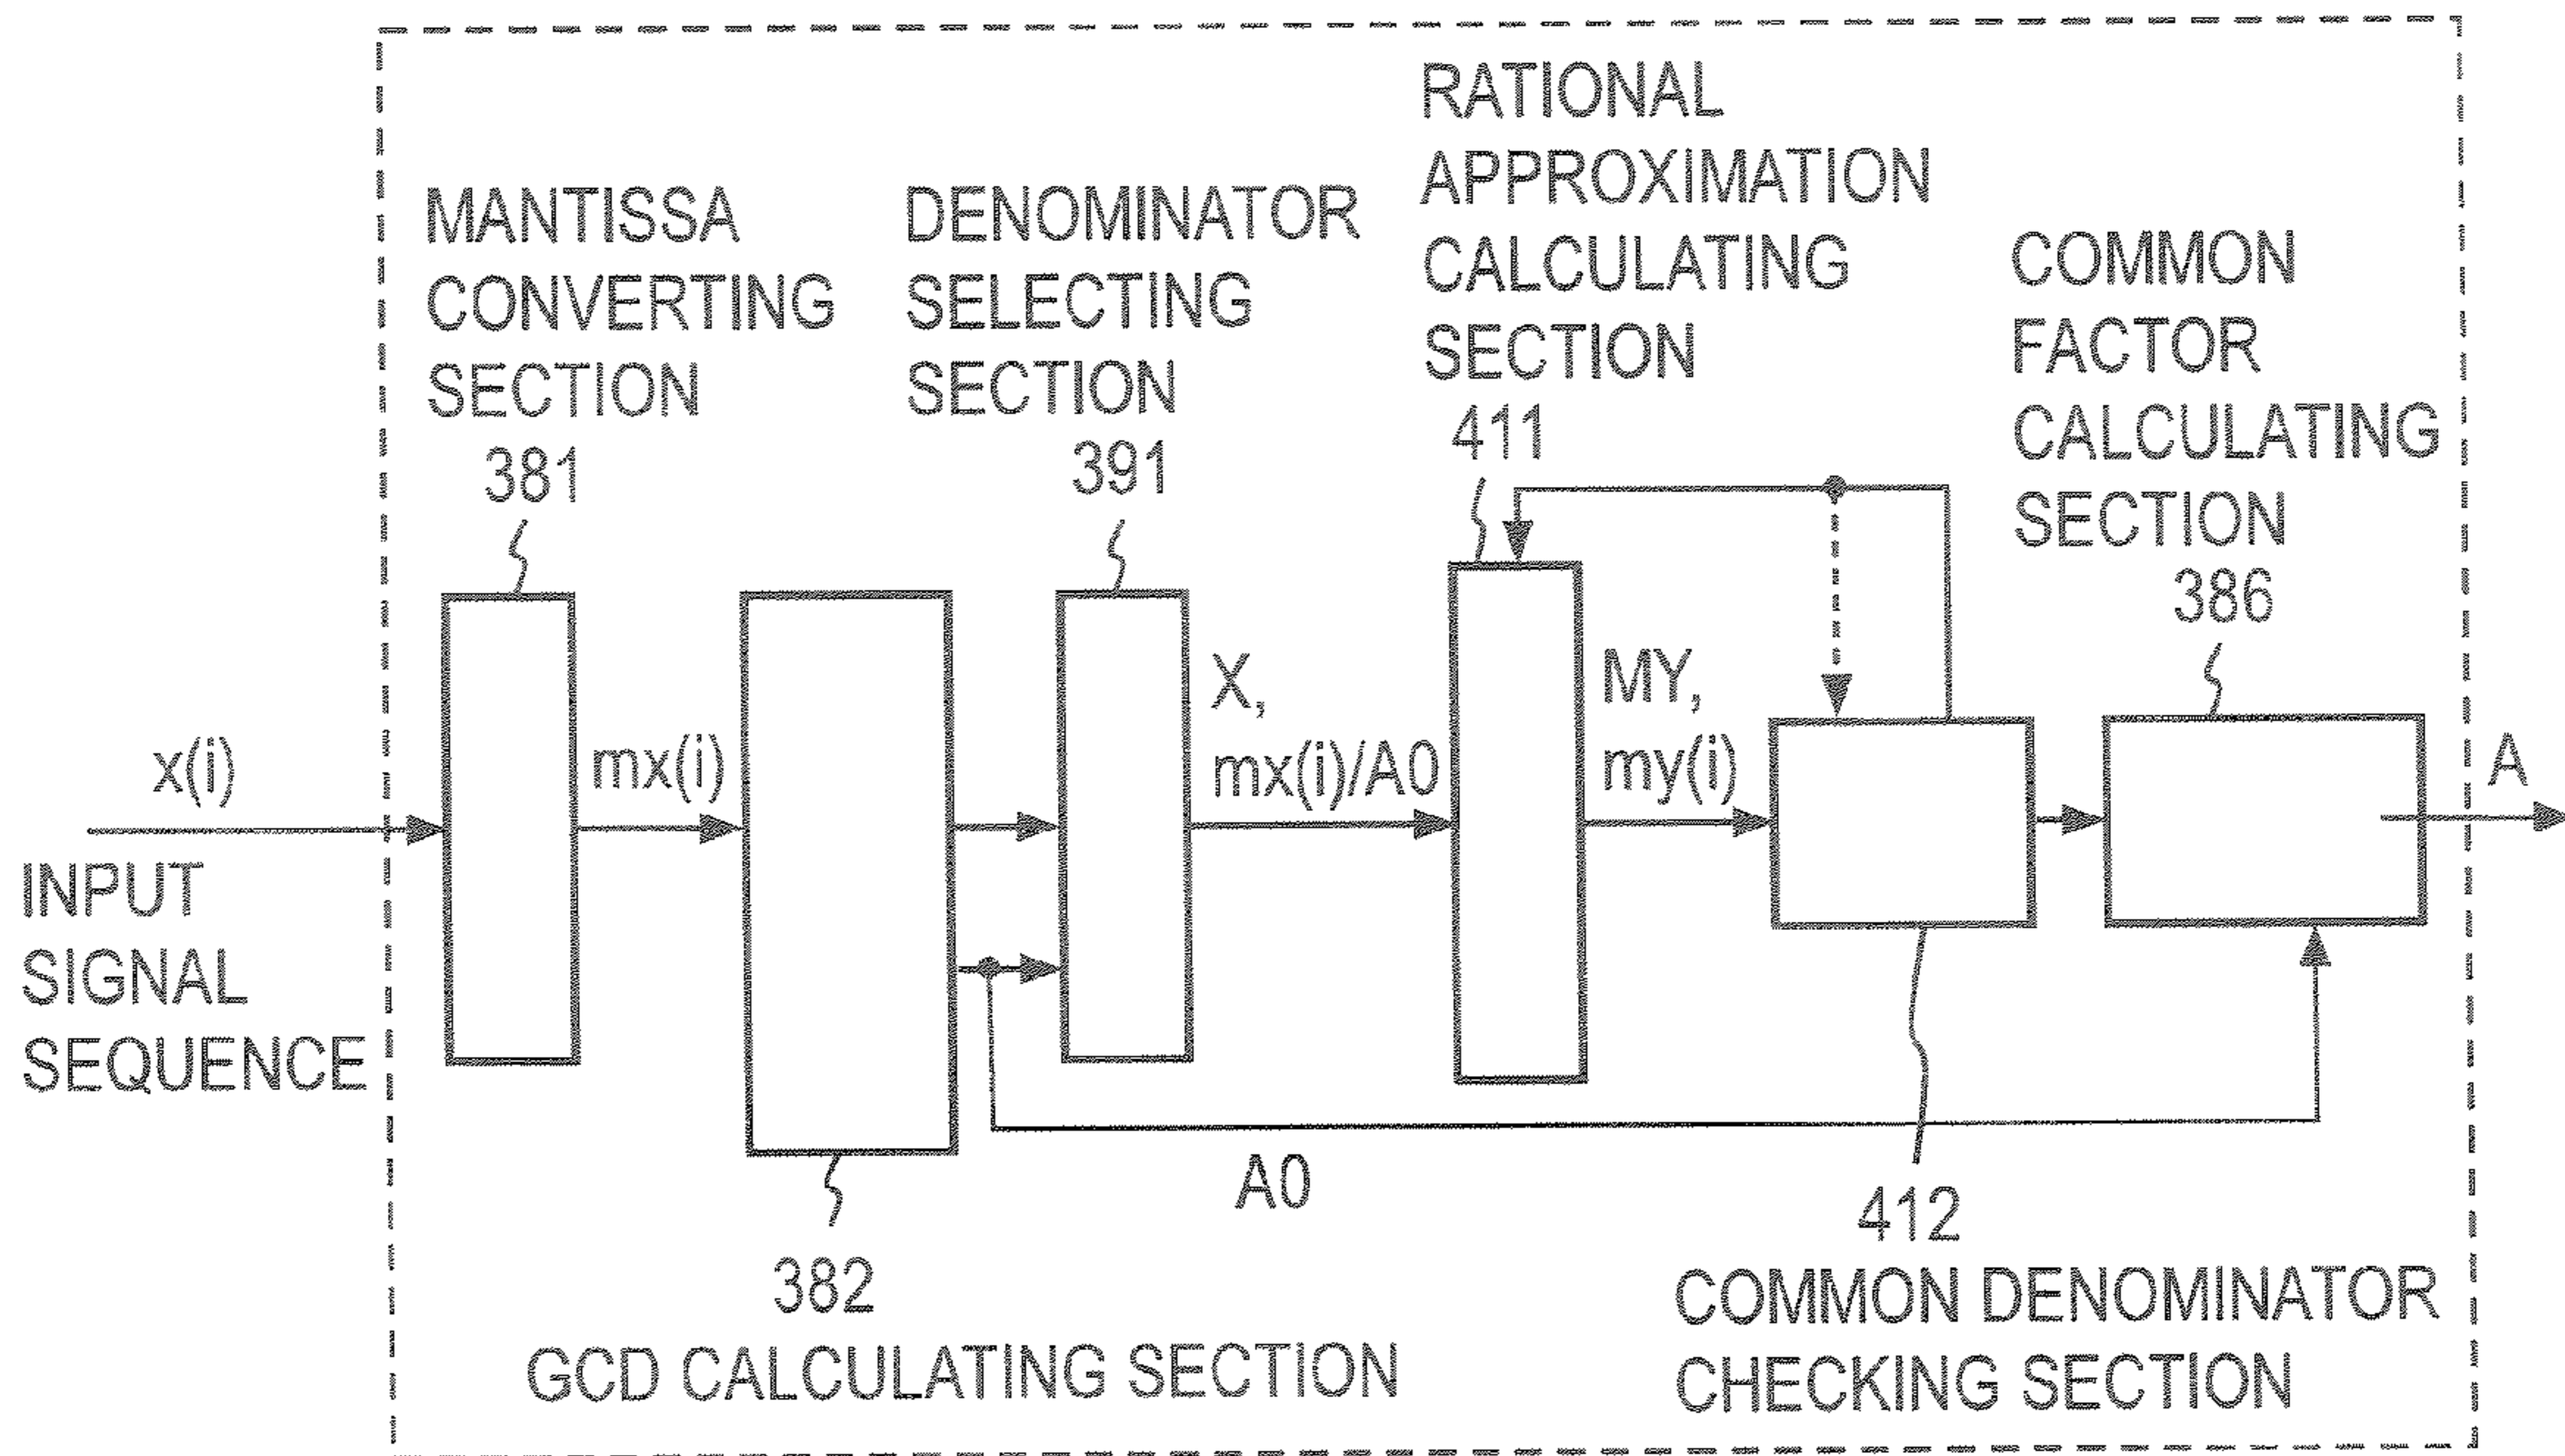 MANTISSA
CONVERTING
SECTION
381
DENOMINATOR
SELECTING
SECTION
391
RATIONAL
APPROXIMATION
CALCULATING
SECTION
411
COMMON
FACTOR
CALCULATING
SECTION
386
x(i)
INPUT
SIGNAL
SEQUENCE
mx(i)
X,
mx(i)/A0
MY,
my(i)
A
A0
382
GCD CALCULATING SECTION
412
COMMON DENOMINATOR
CHECKING SECTION